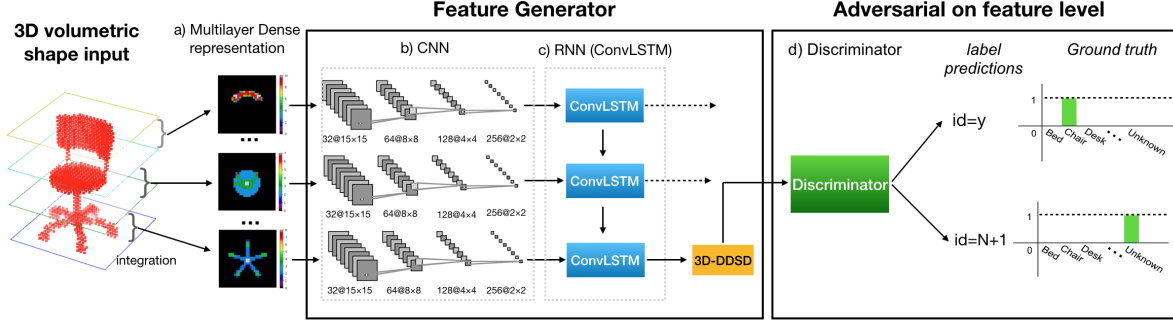 Feature Generator
Adversarial on feature level
3D volumetric
shape input
a) Multilayer Dense
representation
b) CNN
c) RNN (ConvLSTM)
d) Discriminator
label
predictions
Ground truth
32@15×15 64@8×8 128@4×4 256@2×2
ConvLSTM
32@15×15 64@8×8 128@4×4 256@2×2
ConvLSTM
32@15×15 64@8×8 128@4×4 256@2×2
ConvLSTM
integration
3D-DDSD
Discriminator
id=y
1
0
Bed Chair Desk ••• Unknown
id=N+1
1
0
Bed Chair Desk ••• Unknown